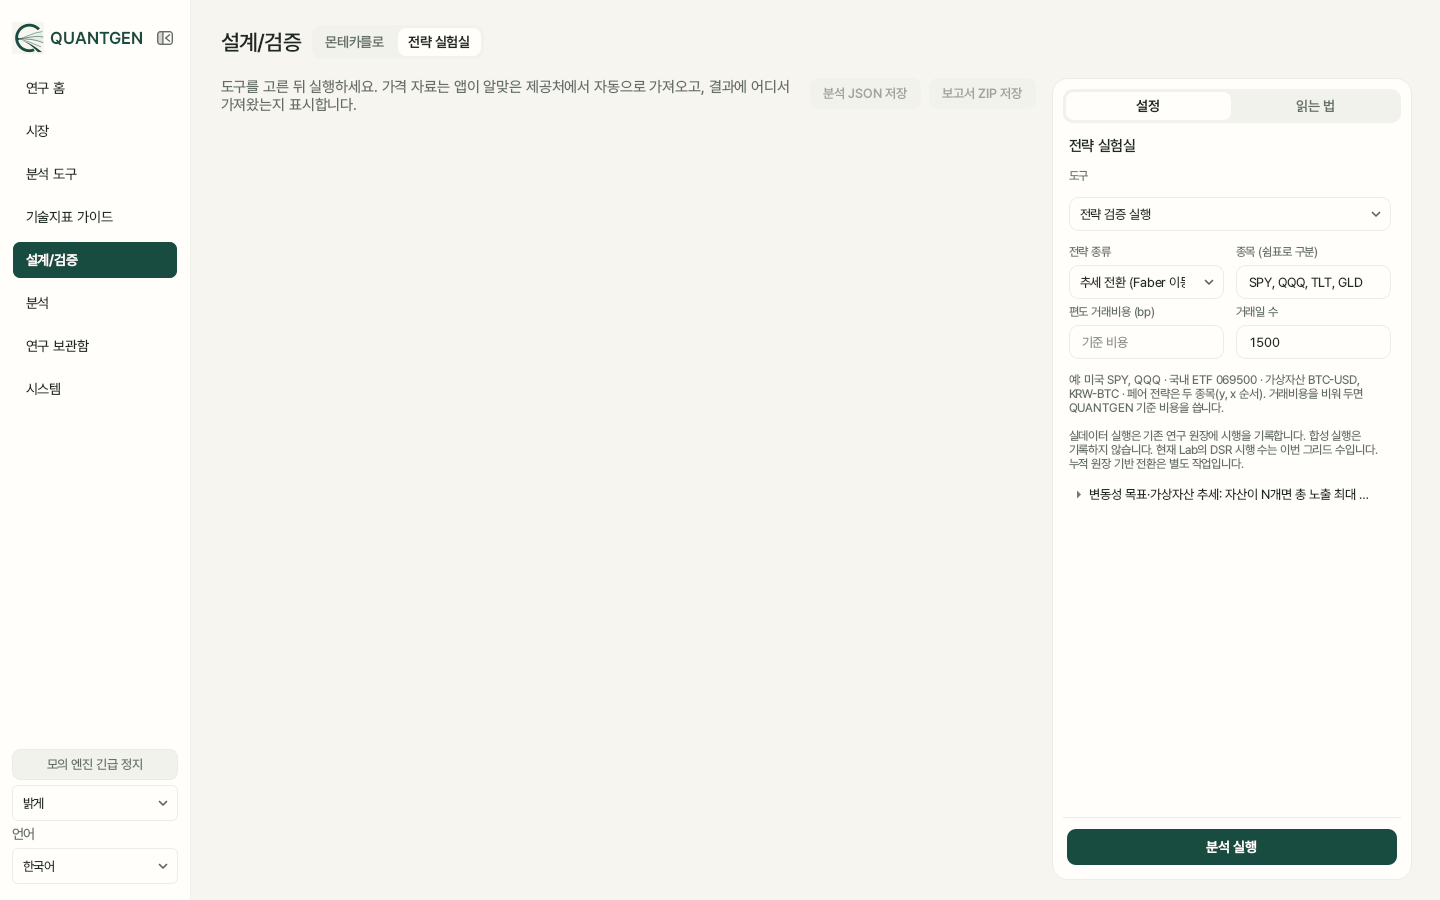 QUANTGEN
연구 홈
시장
분석 도구
기술지표 가이드
설계/검증
분석
연구 보관함
시스템
모의 엔진 긴급 정지
밝게
언어
한국어
설계/검증
몬테카를로
전략 실험실
도구를 고른 뒤 실행하세요. 가격 자료는 앱이 알맞은 제공처에서 자동으로 가져오고, 결과에 어디서
가져왔는지 표시합니다.
분석 JSON 저장
보고서 ZIP 저장
설정
읽는 법
전략 실험실
도구
전략 검증 실행
전략 종류
종목 (쉼표로 구분)
추세 전환 (Faber 이동
SPY, QQQ, TLT, GLD
편도 거래비용 (bp)
거래일 수
기준 비용
1500
예: 미국 SPY, QQQ · 국내 ETF 069500 · 가상자산 BTC-USD,
KRW-BTC · 페어 전략은 두 종목(y, x 순서). 거래비용을 비워 두면
QUANTGEN 기준 비용을 씁니다.
실데이터 실행은 기존 연구 원장에 시행을 기록합니다. 합성 실행은
기록하지 않습니다. 현재 Lab의 DSR 시행 수는 이번 그리드 수입니다.
누적 원장 기반 전환은 별도 작업입니다.
변동성 목표·가상자산 추세: 자산이 N개면 총 노출 최대 ...
분석 실행